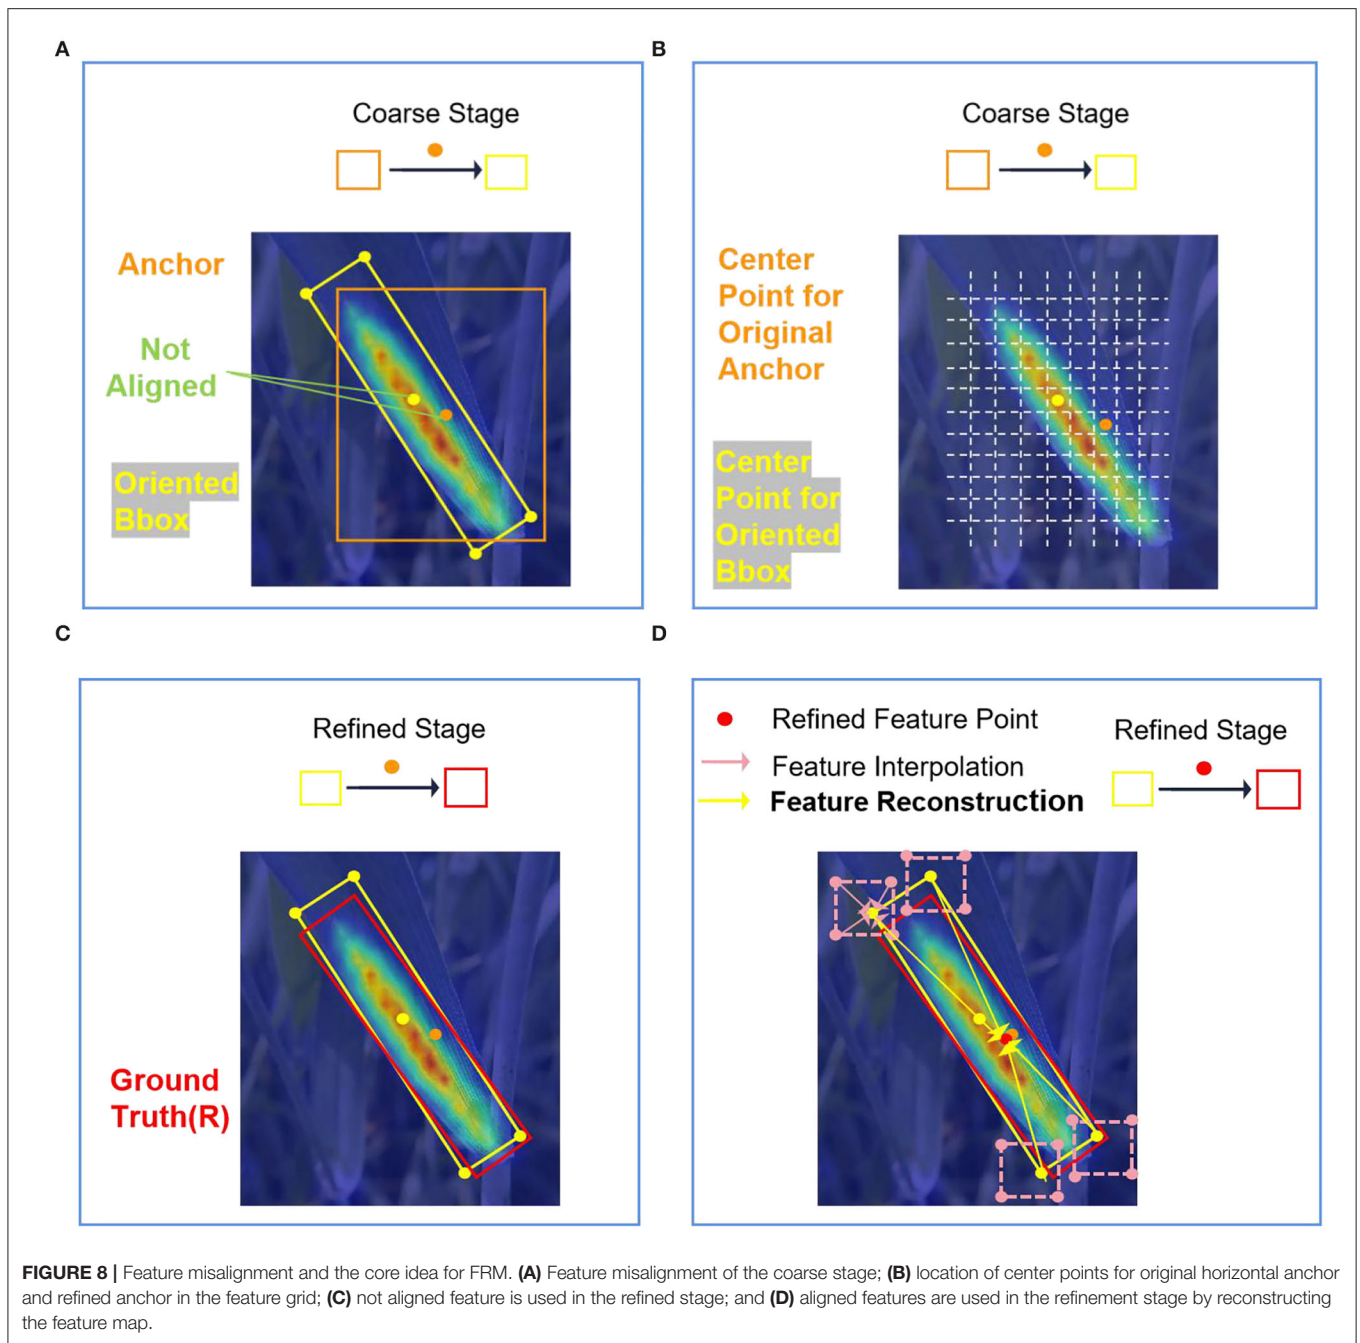 A
Coarse Stage
Anchor
Not
Aligned
Oriented
Bbox
B
Coarse Stage
Center
Point for
Original
Anchor
Center
Point for
Oriented
Bbox
C
Refined Stage
Ground
Truth(R)
D
Refined Feature Point
Feature Interpolation
Feature Reconstruction
Refined Stage
FIGURE 8 | Feature misalignment and the core idea for FRM. (A) Feature misalignment of the coarse stage; (B) location of center points for original horizontal anchor
and refined anchor in the feature grid; (C) not aligned feature is used in the refined stage; and (D) aligned features are used in the refinement stage by reconstructing
the feature map.